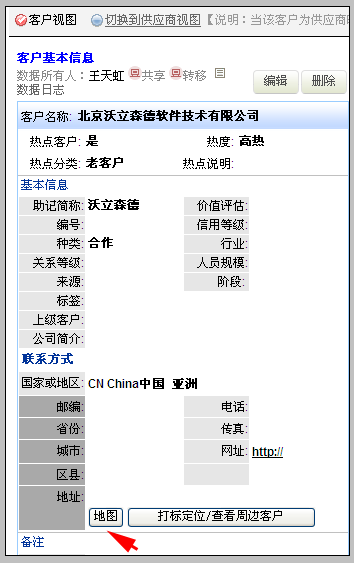 客户视图 切换到供应商视图【说明：当该客户为供应商时
客户基本信息
数据所有人：王天虹 共享 转移
数据日志
编辑 删除
客户名称: 北京沃立森德软件技术有限公司
热点客户: 是 热度: 高热
热点分类: 老客户 热点说明:
基本信息
助记简称: 沃立森德 价值评估:
编号: 信用等级:
种类: 合作 行业:
关系等级: 人员规模:
来源: 阶段:
标签:
上级客户:
公司简介:
联系方式
国家或地区: CN China中国 亚洲
邮编: 电话:
省份: 传真:
城市: 网址: http://
区县:
地址:
地图 打标定位/查看周边客户
备注